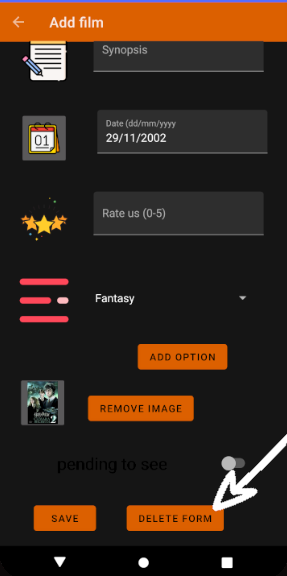 Add film
Synopsis
Date (dd/mm/yyyy
01
29/11/2002
Rate us (0-5)
Fantasy
ADD OPTION
2
REMOVE IMAGE
pending to see
SAVE
DELETE FORM